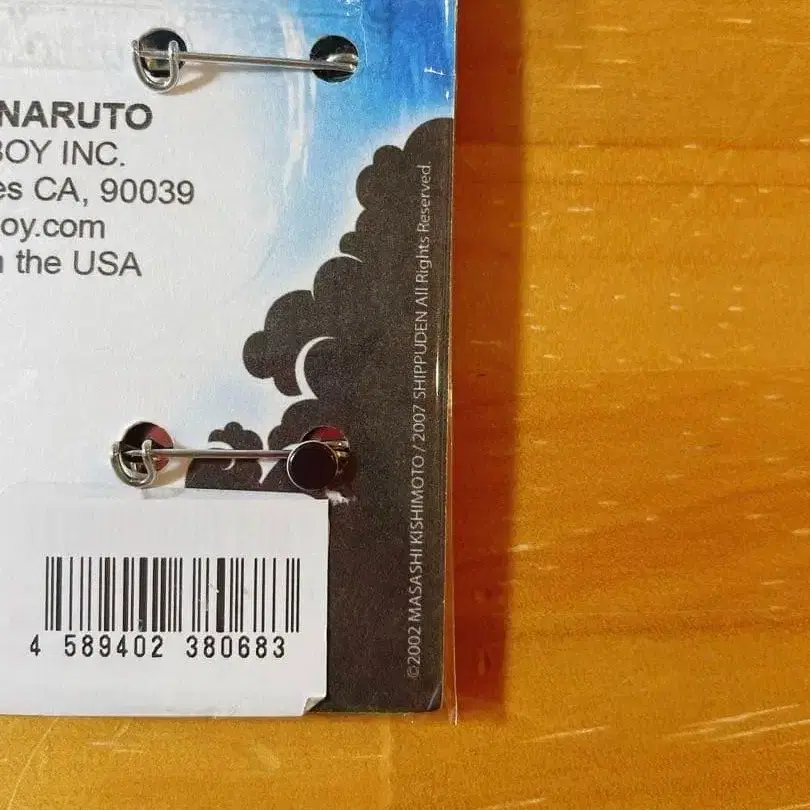 NARUTO
BOY INC.
es CA, 90039
oy.com
the USA
©2002 MASASHI KISHIMOTO / 2007 SHIPPUDEN All Rights Reserved.
4 589402 380683